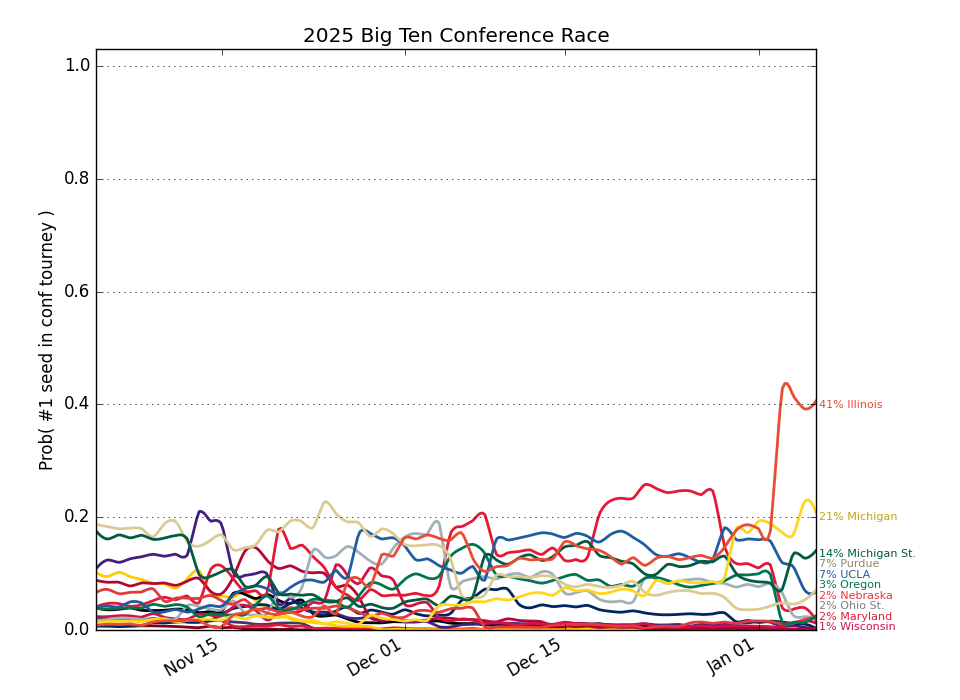 2025 Big Ten Conference Race
Prob( #1 seed in conf tourney )
1.0
0.8
0.6
0.4
0.2
0.0
Nov 15
Dec 01
Dec 15
Jan 01
41% Illinois
21% Michigan
14% Michigan St.
7% Purdue
7% UCLA
3% Oregon
2% Nebraska
2% Ohio St.
2% Maryland
1% Wisconsin